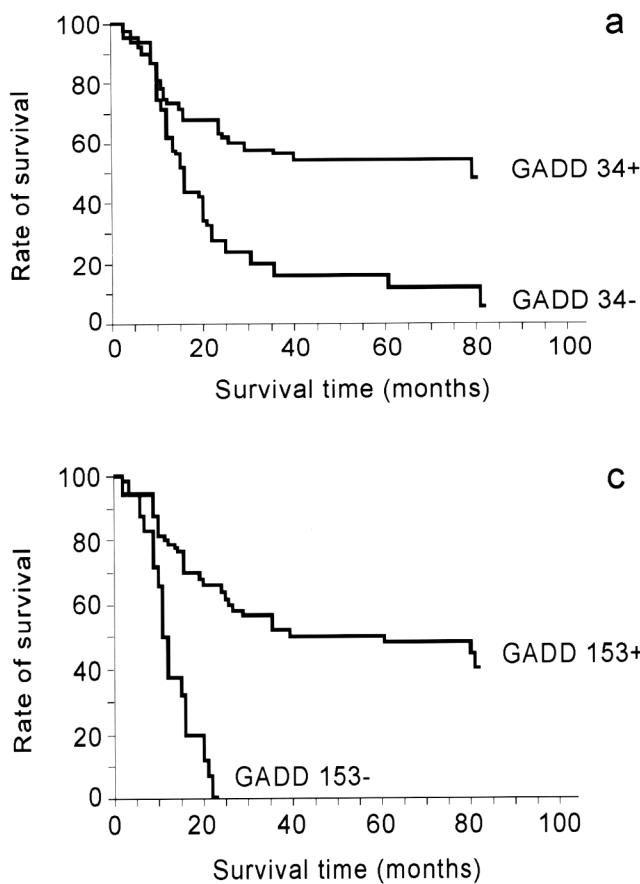 a
100
80
60
40
20
0
Rate of survival
GADD 34+
GADD 34-
0 20 40 60 80 100
Survival time (months)
c
100
80
60
40
20
0
Rate of survival
GADD 153+
GADD 153-
0 20 40 60 80 100
Survival time (months)